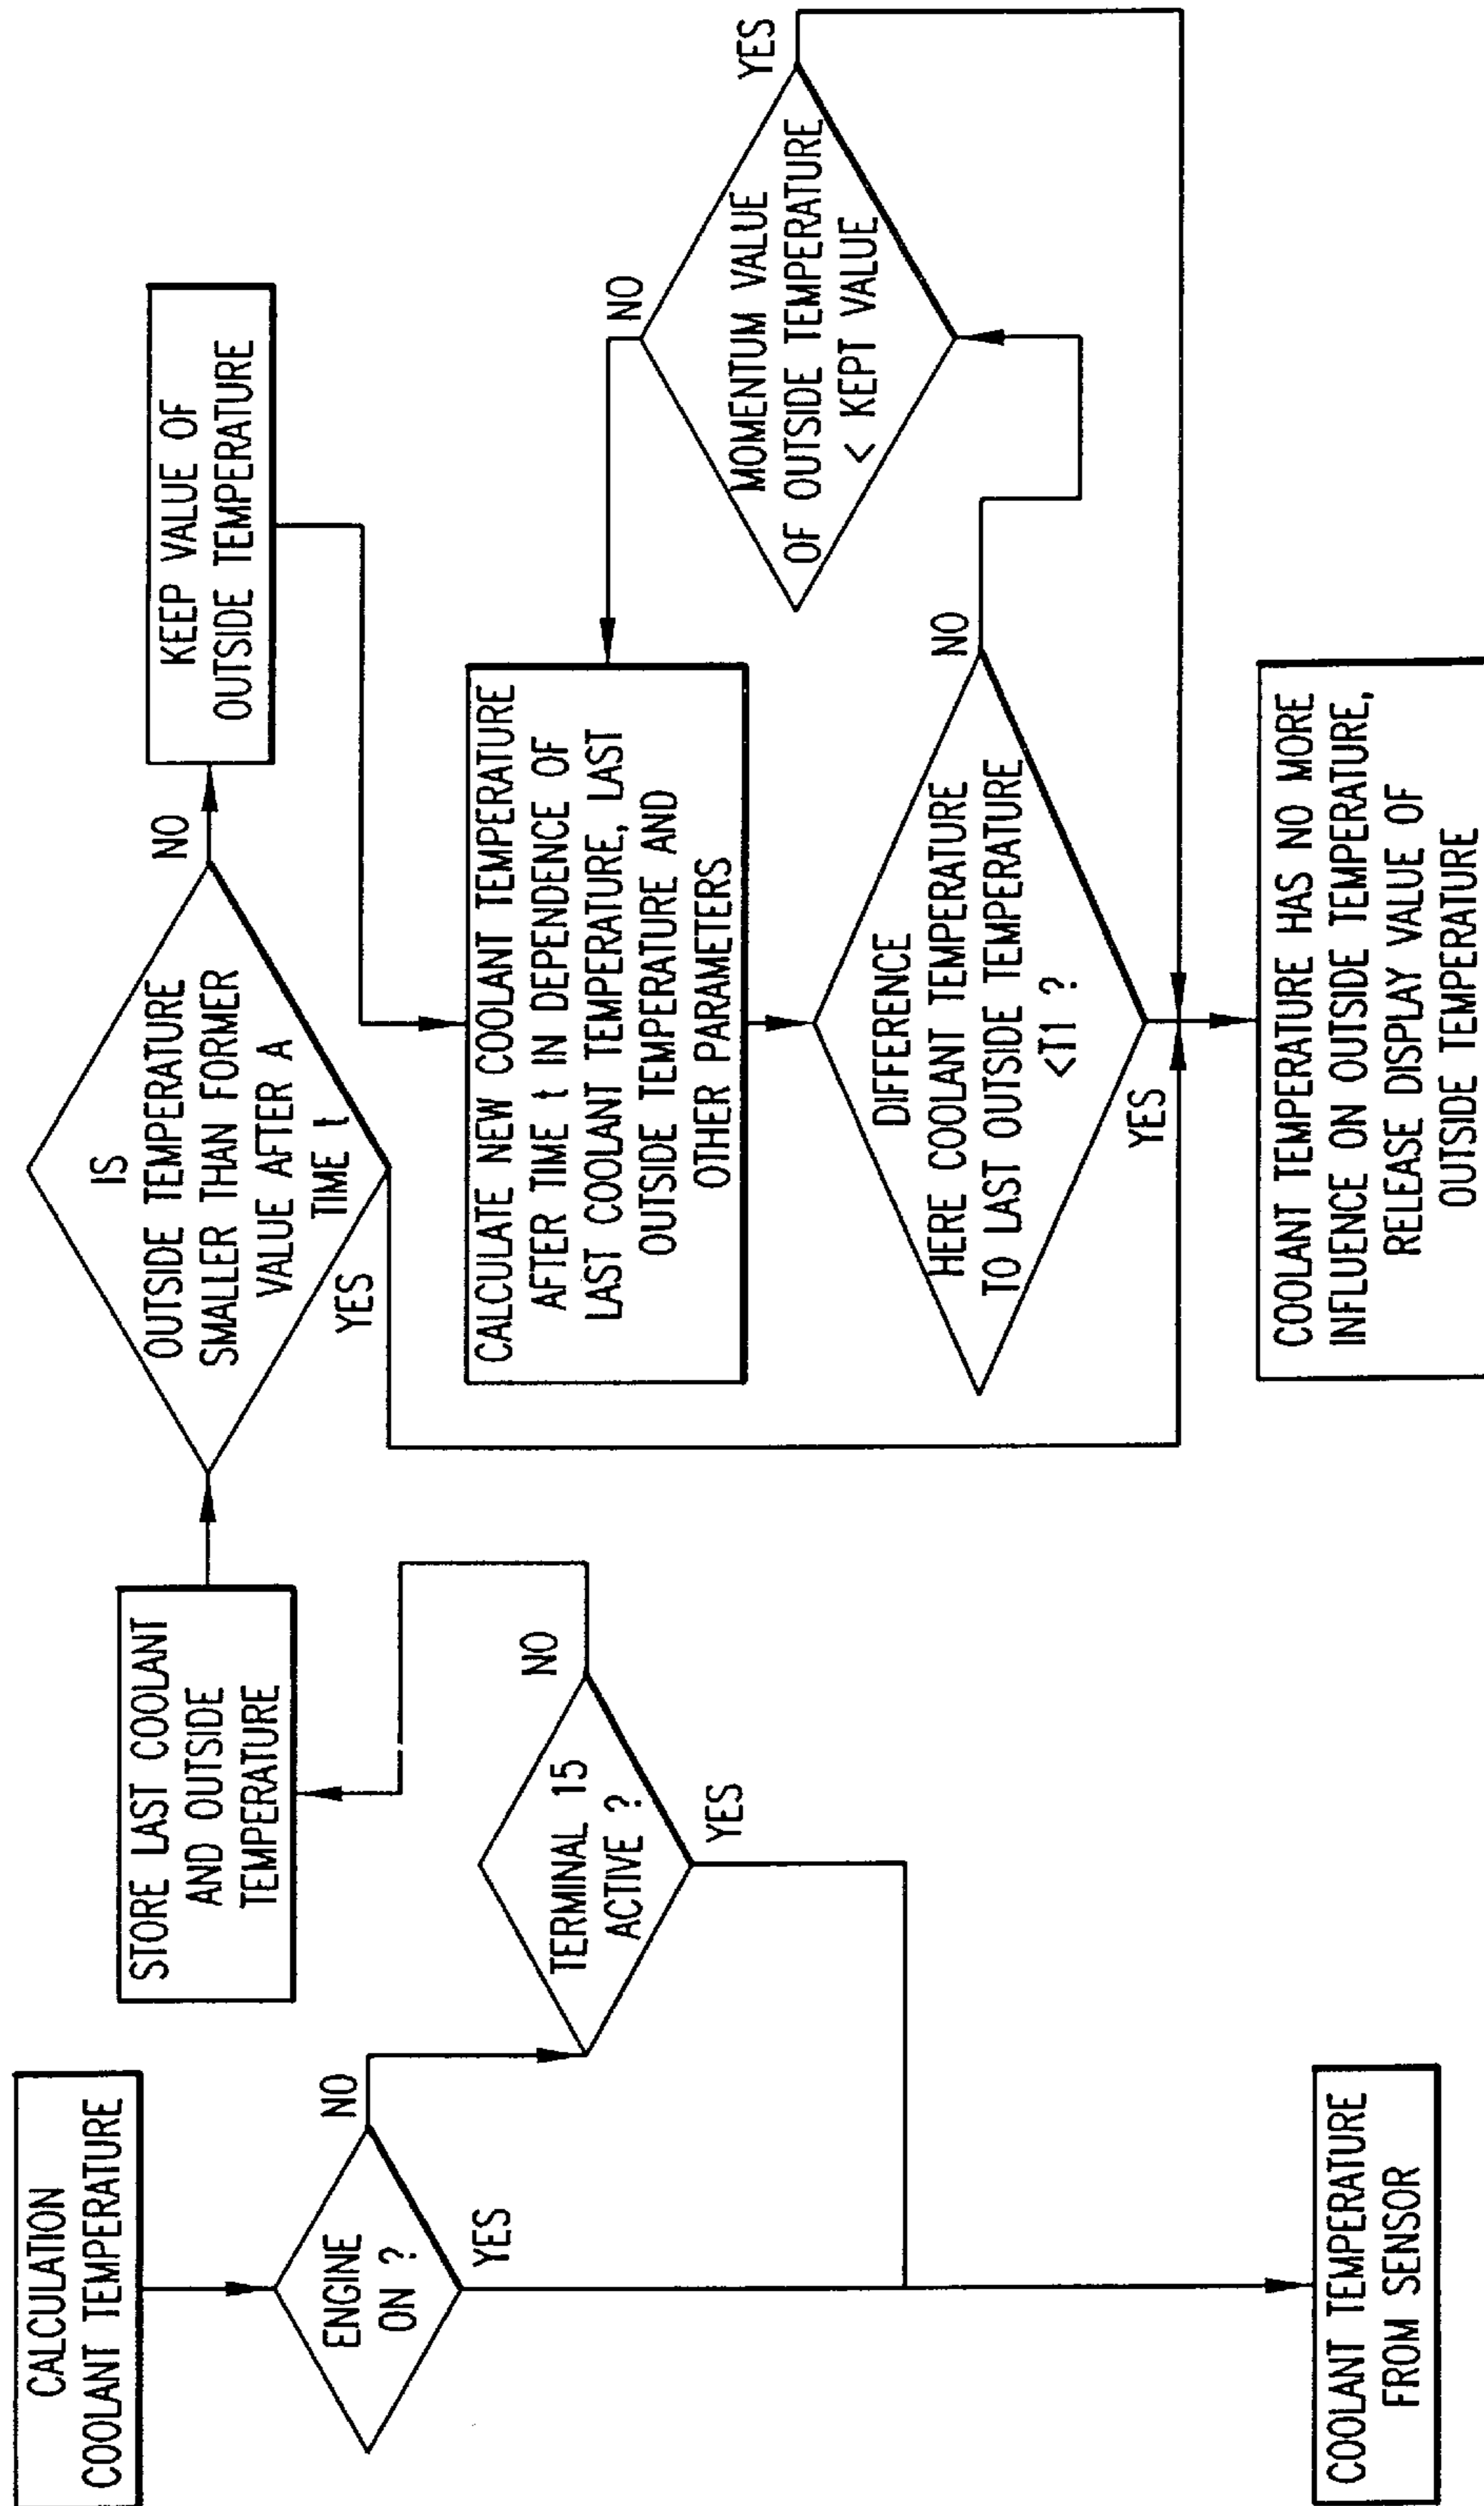 CALCULATION
COOLANT TEMPERATURE
ENGINE
ON ?
NO
YES
TERMINAL 15
ACTIVE ?
NO
YES
COOLANT TEMPERATURE
FROM SENSOR
STORE LAST COOLANT
AND OUTSIDE
TEMPERATURE
IS
OUTSIDE TEMPERATURE
SMALLER THAN FORMER
VALUE AFTER A
TIME t
NO
YES
KEEP VALUE OF
OUTSIDE TEMPERATURE
CALCULATE NEW COOLANT TEMPERATURE
AFTER TIME t IN DEPENDENCE OF
LAST COOLANT TEMPERATURE, LAST
OUTSIDE TEMPERATURE AND
OTHER PARAMETERS
DIFFERENCE
HERE COOLANT TEMPERATURE
TO LAST OUTSIDE TEMPERATURE
<T1 ?
NO
YES
MOMENTUM VALUE
OF OUTSIDE TEMPERATURE
< KEPT VALUE
NO
YES
COOLANT TEMPERATURE HAS NO MORE
INFLUENCE ON OUTSIDE TEMPERATURE,
RELEASE DISPLAY VALUE OF
OUTSIDE TEMPERATURE